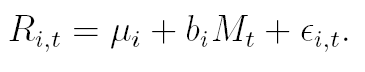 R_{i,t} = μ_i + b_i M_t + ϵ_{i,t}.